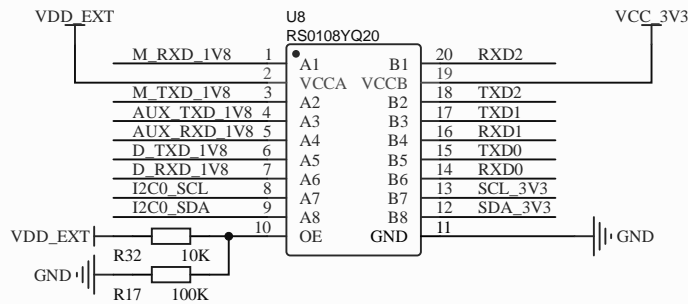 VDD_EXT
U8
RS0108YQ20
VCC_3V3
M_RXD_1V8 1 A1 B1 20 RXD2
2 VCCA VCCB 19
M_TXD_1V8 3 A2 B2 18 TXD2
AUX_TXD_1V8 4 A3 B3 17 TXD1
AUX_RXD_1V8 5 A4 B4 16 RXD1
D_TXD_1V8 6 A5 B5 15 TXD0
D_RXD_1V8 7 A6 B6 14 RXD0
I2C0_SCL 8 A7 B7 13 SCL_3V3
I2C0_SDA 9 A8 B8 12 SDA_3V3
VDD_EXT 10 OE GND 11 GND
R32 10K
GND
R17 100K